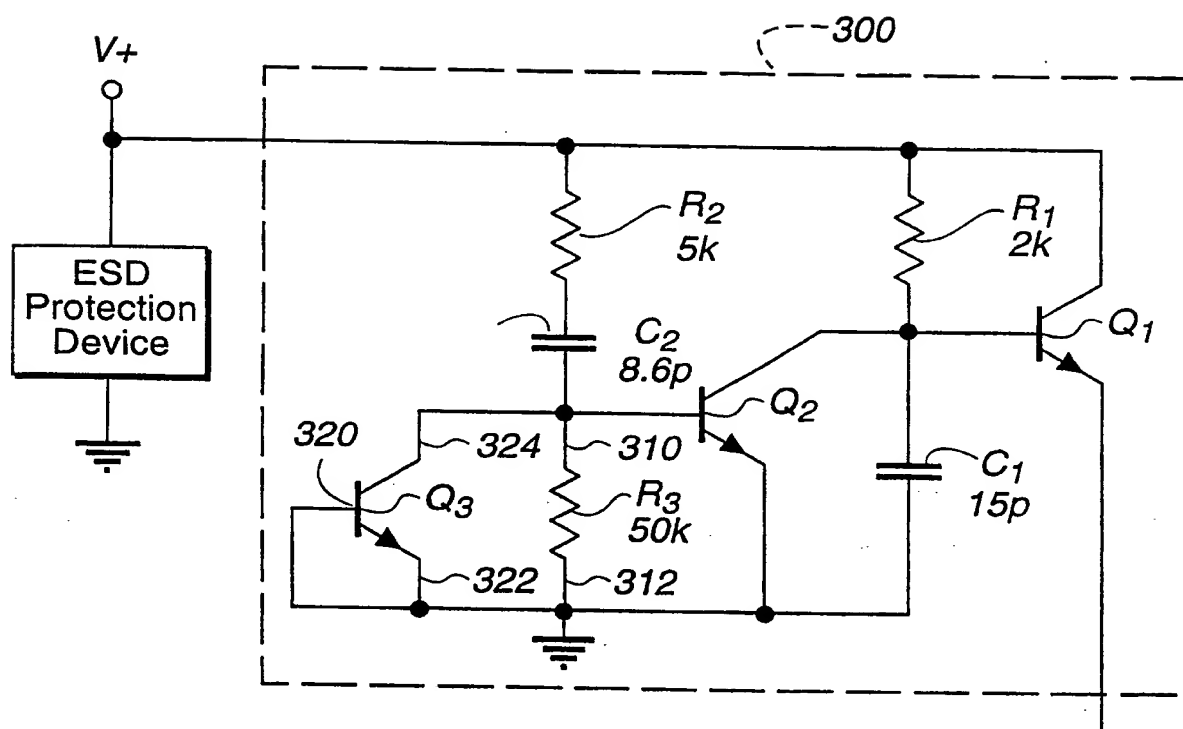 300
V+
R2
5k
R1
2k
ESD
Protection
Device
C2
8.6p
Q1
Q2
320
324
310
C1
15p
Q3
R3
50k
322
312